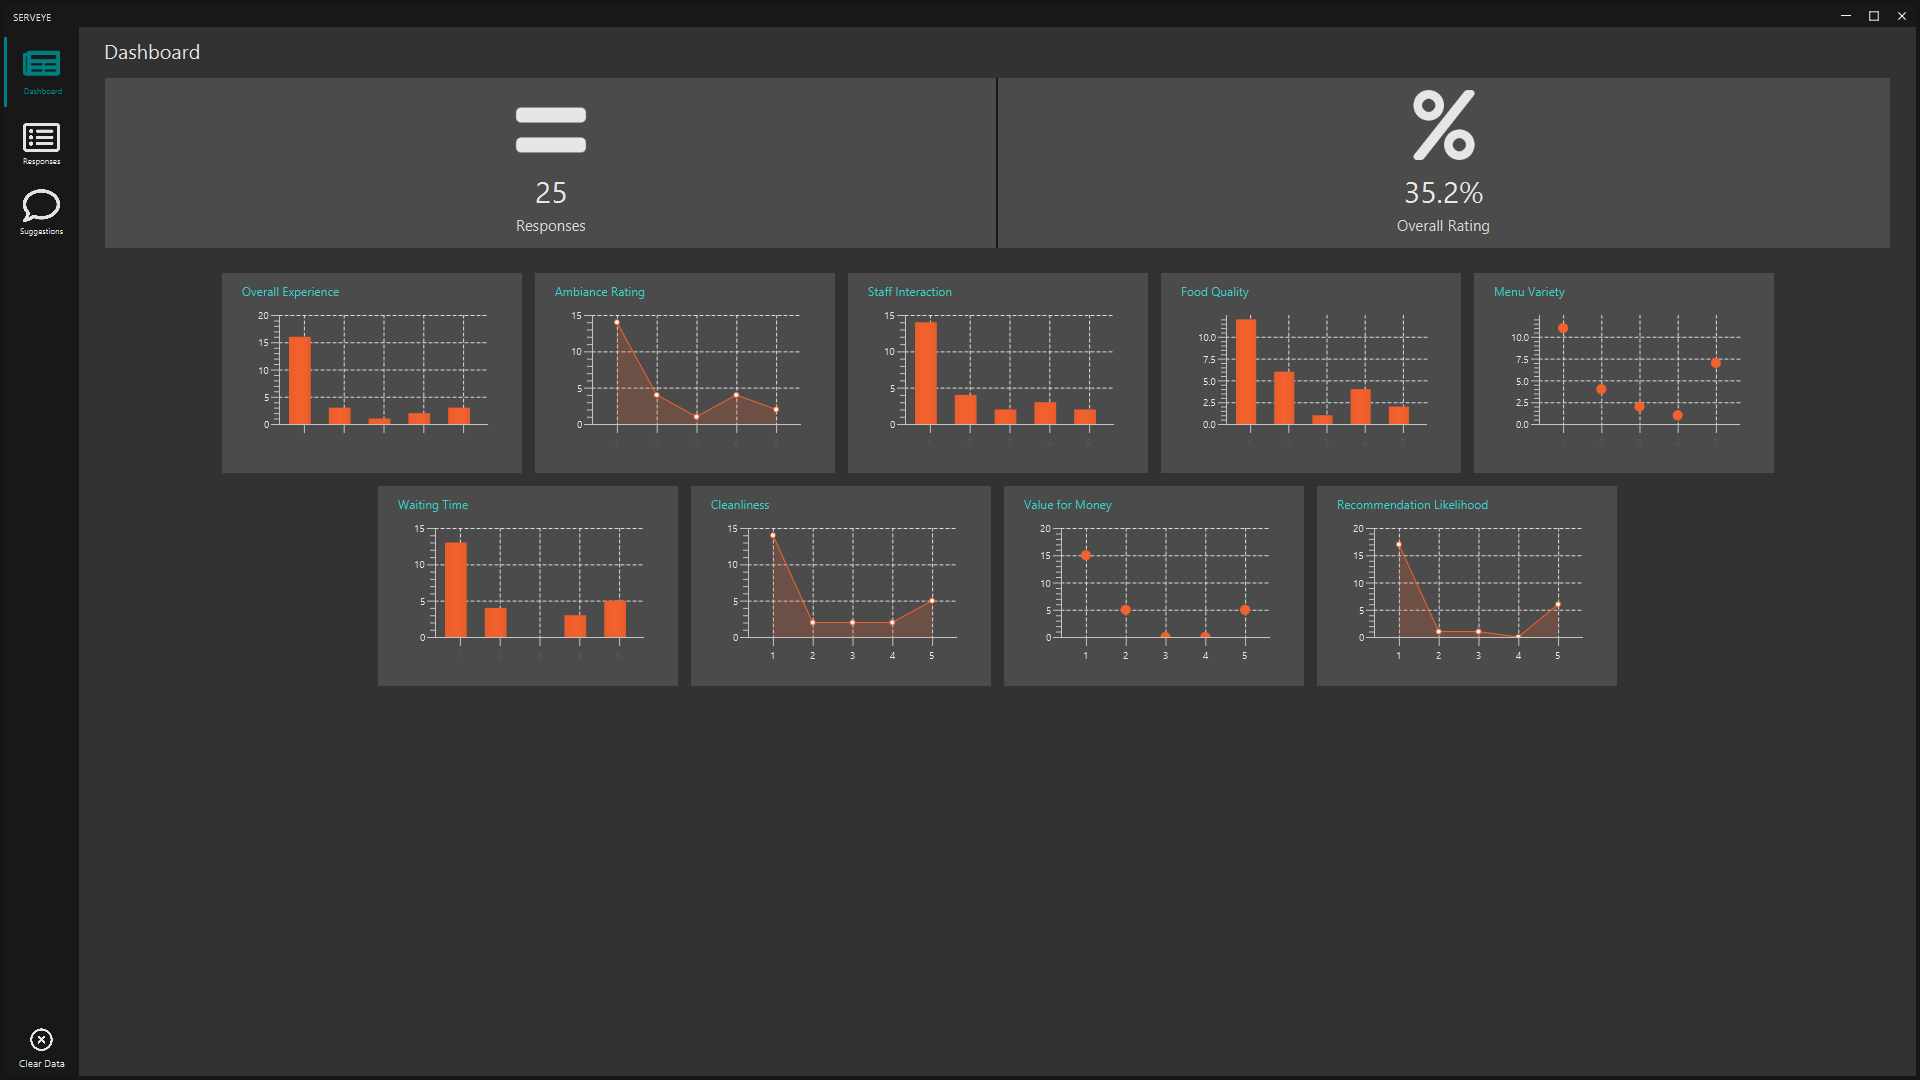 SERVEYE
Dashboard
Dashboard
Responses
Suggestions
Clear Data
25
Responses
%
35.2%
Overall Rating
Overall Experience
20
15
10
5
0
Ambiance Rating
15
10
5
0
Staff Interaction
15
10
5
0
Food Quality
10.0
7.5
5.0
2.5
0.0
Menu Variety
10.0
7.5
5.0
2.5
0.0
Waiting Time
15
10
5
0
Cleanliness
15
10
5
0
1 2 3 4 5
Value for Money
20
15
10
5
0
1 2 3 4 5
Recommendation Likelihood
20
15
10
5
0
1 2 3 4 5